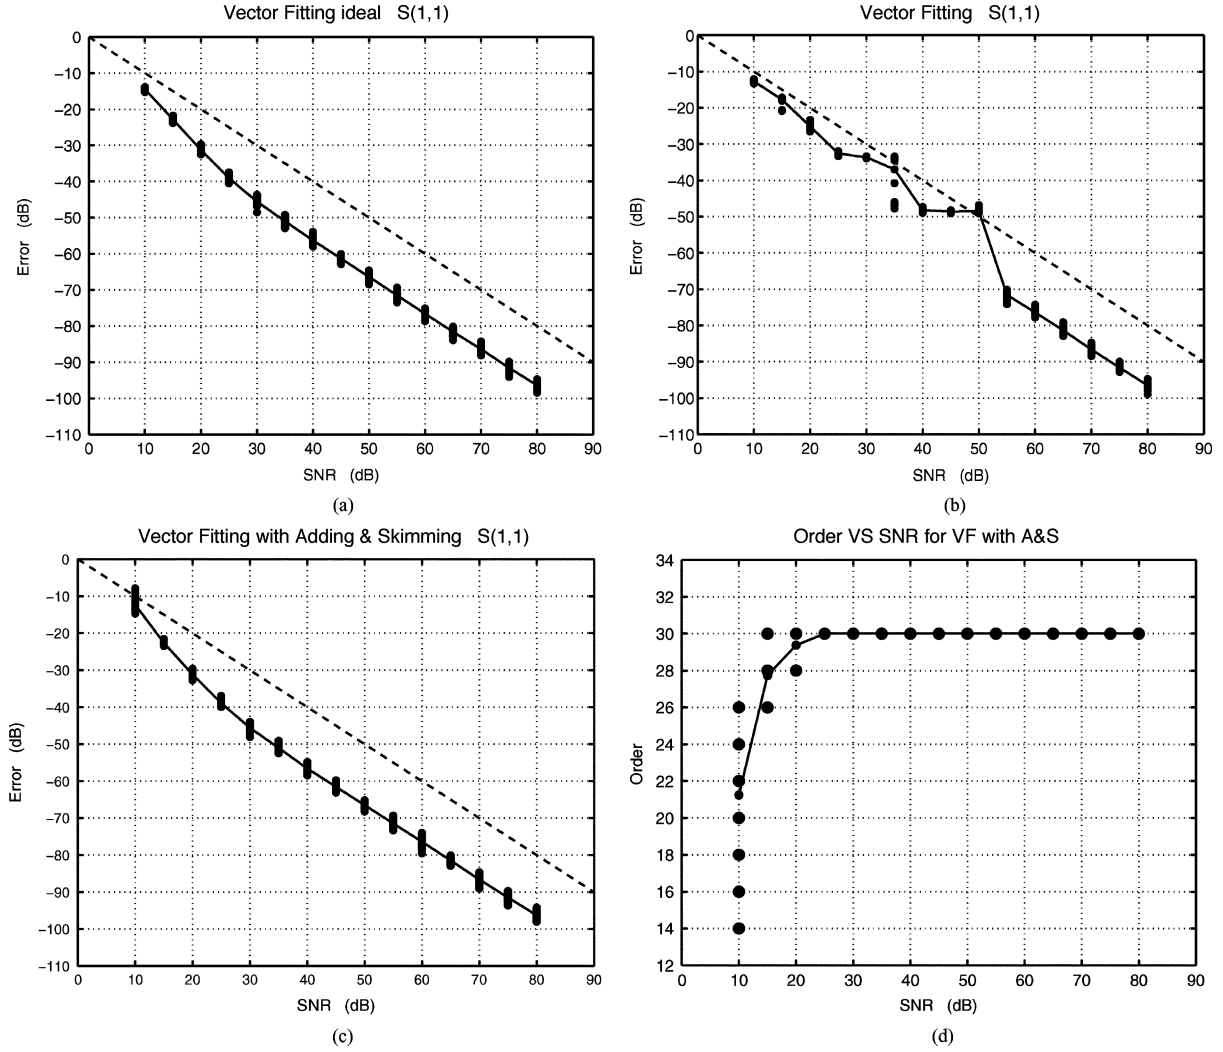 Vector Fitting ideal S(1,1)
0
−10
−20
−30
−40
−50
−60
−70
−80
−90
−100
−110
Error (dB)
0 10 20 30 40 50 60 70 80 90
SNR (dB)
(a)
Vector Fitting S(1,1)
0
−10
−20
−30
−40
−50
−60
−70
−80
−90
−100
−110
Error (dB)
0 10 20 30 40 50 60 70 80 90
SNR (dB)
(b)
Vector Fitting with Adding & Skimming S(1,1)
0
−10
−20
−30
−40
−50
−60
−70
−80
−90
−100
−110
Error (dB)
0 10 20 30 40 50 60 70 80 90
SNR (dB)
(c)
Order VS SNR for VF with A&S
34
32
30
28
26
24
22
20
18
16
14
12
Order
0 10 20 30 40 50 60 70 80 90
SNR (dB)
(d)